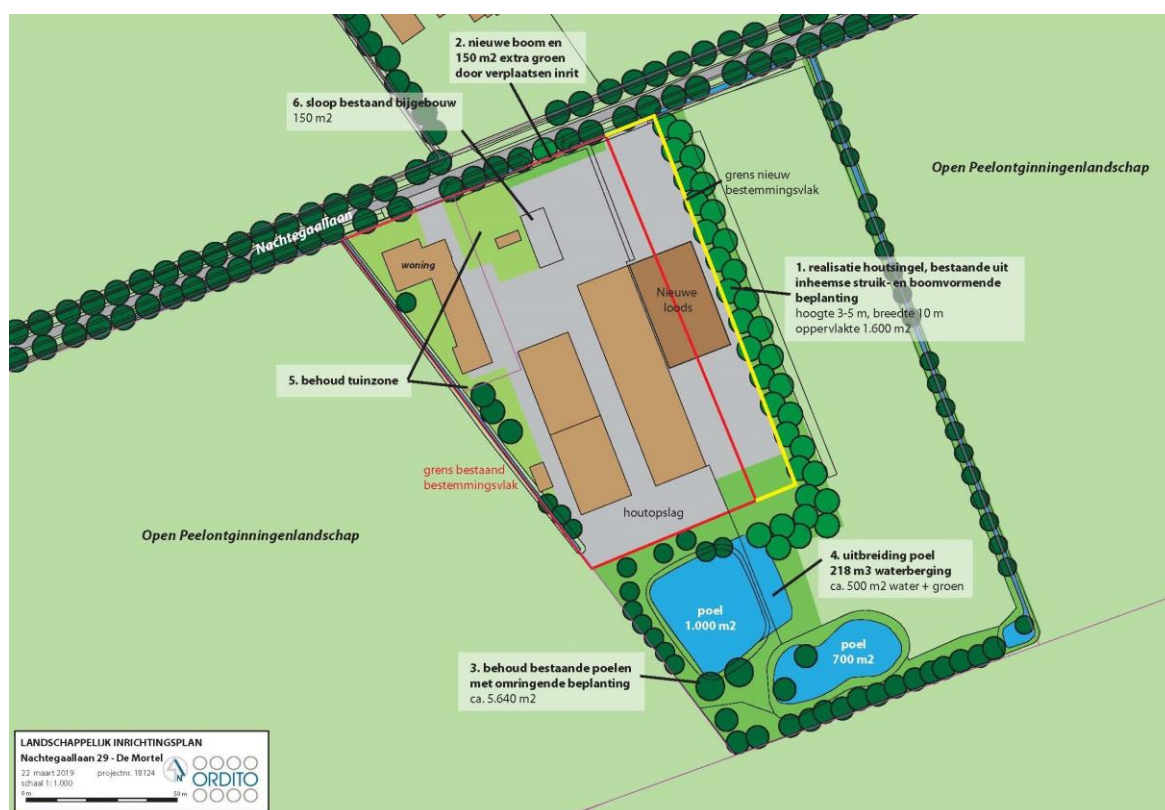 2. nieuwe boom en
150 m2 extra groen
door verplaatsen inrit
6. sloop bestaand bijgebouw
150 m2
Open Peelontginningenlandschap
grens nieuw
bestemmingsvlak
Nachtegaallaan
woning
1. realisatie houtsingel, bestaande uit
inheemse struik- en boomvormende
beplanting
hoogte 3-5 m, breedte 10 m
oppervlakte 1.600 m2
Nieuwe
loods
5. behoud tuinzone
grens bestaand
bestemmingsvlak
houtopslag
Open Peelontginningenlandschap
4. uitbreiding poel
218 m3 waterberging
ca. 500 m2 water + groen
poel
1.000 m2
poel
700 m2
3. behoud bestaande poelen
met omringende beplanting
ca. 5.640 m2
LANDSCHAPPELIJK INRICHTINGSPLAN
Nachtegaallaan 29 - De Mortel
22 maart 2019 projectnr. 18124
schaal 1: 1.000
N
ORDITO
0 m 50 m